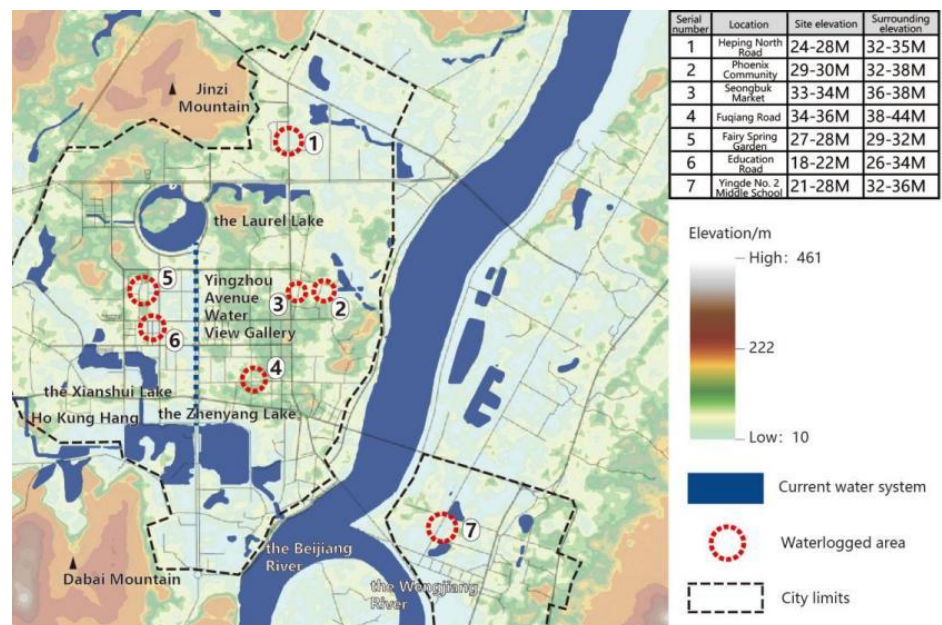 Jinzi
Mountain
1
the Laurel Lake
5
Yingzhou
Avenue
Water
View Gallery
3
2
6
4
the Xianshui Lake
Ho Kung Hang
the Zhenyang Lake
7
the Beijiang
River
the Wongjiang
River
Dabai Mountain
Serial number Location Site elevation Surrounding elevation
1 Heping North Road 24-28M 32-35M
2 Phoenix Community 29-30M 32-38M
3 Seongbuk Market 33-34M 36-38M
4 Fuqiang Road 34-36M 38-44M
5 Fairy Spring Garden 27-28M 29-32M
6 Education Road 18-22M 26-34M
7 Yingde No. 2 Middle School 21-28M 32-36M
Elevation/m
High: 461
222
Low: 10
Current water system
Waterlogged area
City limits